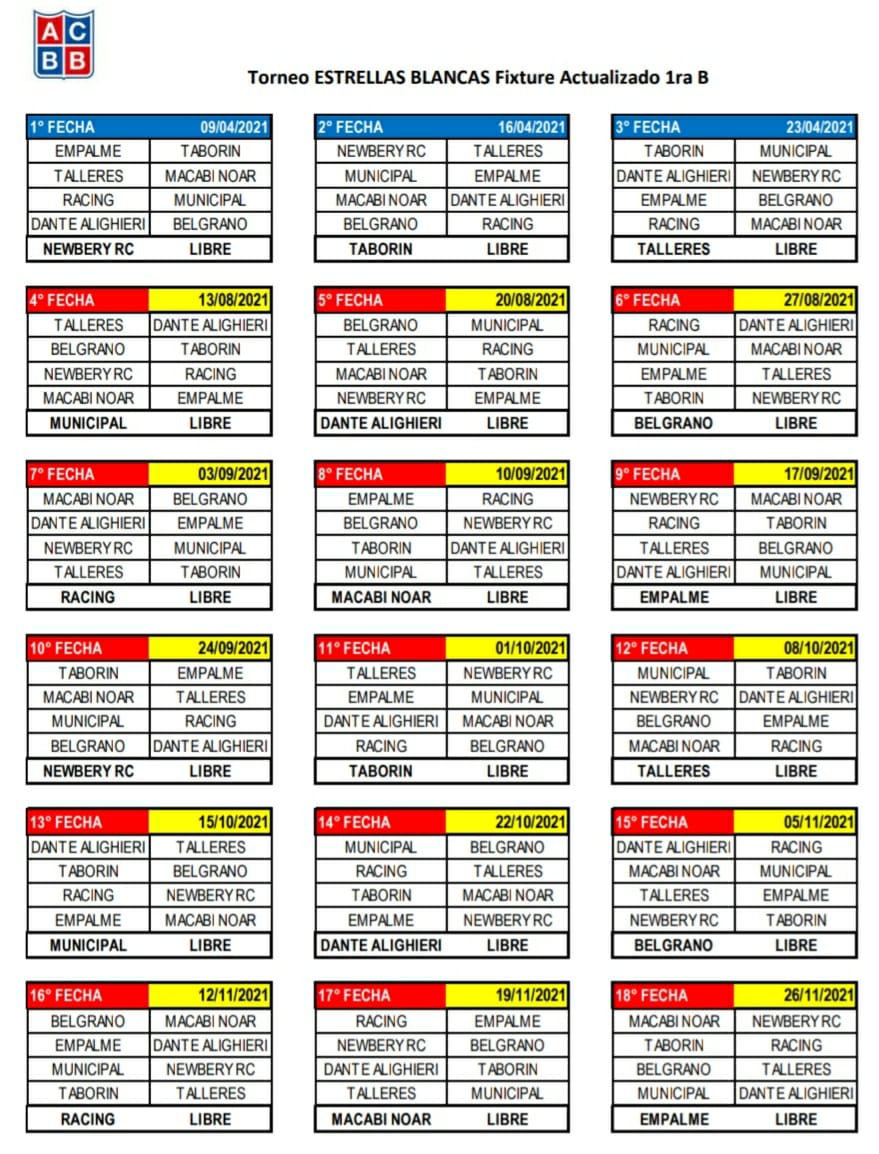 AC
BB
Torneo ESTRELLAS BLANCAS Fixture Actualizado 1ra B
1° FECHA 09/04/2021
EMPALME TABORIN
TALLERES MACABI NOAR
RACING MUNICIPAL
DANTE ALIGHIERI BELGRANO
NEWBERY RC LIBRE
2° FECHA 16/04/2021
NEWBERY RC TALLERES
MUNICIPAL EMPALME
MACABI NOAR DANTE ALIGHIERI
BELGRANO RACING
TABORIN LIBRE
3° FECHA 23/04/2021
TABORIN MUNICIPAL
DANTE ALIGHIERI NEWBERY RC
EMPALME BELGRANO
RACING MACABI NOAR
TALLERES LIBRE
4° FECHA 13/08/2021
TALLERES DANTE ALIGHIERI
BELGRANO TABORIN
NEWBERY RC RACING
MACABI NOAR EMPALME
MUNICIPAL LIBRE
5° FECHA 20/08/2021
BELGRANO MUNICIPAL
TALLERES RACING
MACABI NOAR TABORIN
NEWBERY RC EMPALME
DANTE ALIGHIERI LIBRE
6° FECHA 27/08/2021
RACING DANTE ALIGHIERI
MUNICIPAL MACABI NOAR
EMPALME TALLERES
TABORIN NEWBERY RC
BELGRANO LIBRE
7° FECHA 03/09/2021
MACABI NOAR BELGRANO
DANTE ALIGHIERI EMPALME
NEWBERY RC MUNICIPAL
TALLERES TABORIN
RACING LIBRE
8° FECHA 10/09/2021
EMPALME RACING
BELGRANO NEWBERY RC
TABORIN DANTE ALIGHIERI
MUNICIPAL TALLERES
MACABI NOAR LIBRE
9° FECHA 17/09/2021
NEWBERY RC MACABI NOAR
RACING TABORIN
TALLERES BELGRANO
DANTE ALIGHIERI MUNICIPAL
EMPALME LIBRE
10° FECHA 24/09/2021
TABORIN EMPALME
MACABI NOAR TALLERES
MUNICIPAL RACING
BELGRANO DANTE ALIGHIERI
NEWBERY RC LIBRE
11° FECHA 01/10/2021
TALLERES NEWBERY RC
EMPALME MUNICIPAL
DANTE ALIGHIERI MACABI NOAR
RACING BELGRANO
TABORIN LIBRE
12° FECHA 08/10/2021
MUNICIPAL TABORIN
NEWBERY RC DANTE ALIGHIERI
BELGRANO EMPALME
MACABI NOAR RACING
TALLERES LIBRE
13° FECHA 15/10/2021
DANTE ALIGHIERI TALLERES
TABORIN BELGRANO
RACING NEWBERY RC
EMPALME MACABI NOAR
MUNICIPAL LIBRE
14° FECHA 22/10/2021
MUNICIPAL BELGRANO
RACING TALLERES
TABORIN MACABI NOAR
EMPALME NEWBERY RC
DANTE ALIGHIERI LIBRE
15° FECHA 05/11/2021
DANTE ALIGHIERI RACING
MACABI NOAR MUNICIPAL
TALLERES EMPALME
NEWBERY RC TABORIN
BELGRANO LIBRE
16° FECHA 12/11/2021
BELGRANO MACABI NOAR
EMPALME DANTE ALIGHIERI
MUNICIPAL NEWBERY RC
TABORIN TALLERES
RACING LIBRE
17° FECHA 19/11/2021
RACING EMPALME
NEWBERY RC BELGRANO
DANTE ALIGHIERI TABORIN
TALLERES MUNICIPAL
MACABI NOAR LIBRE
18° FECHA 26/11/2021
MACABI NOAR NEWBERY RC
TABORIN RACING
BELGRANO TALLERES
MUNICIPAL DANTE ALIGHIERI
EMPALME LIBRE